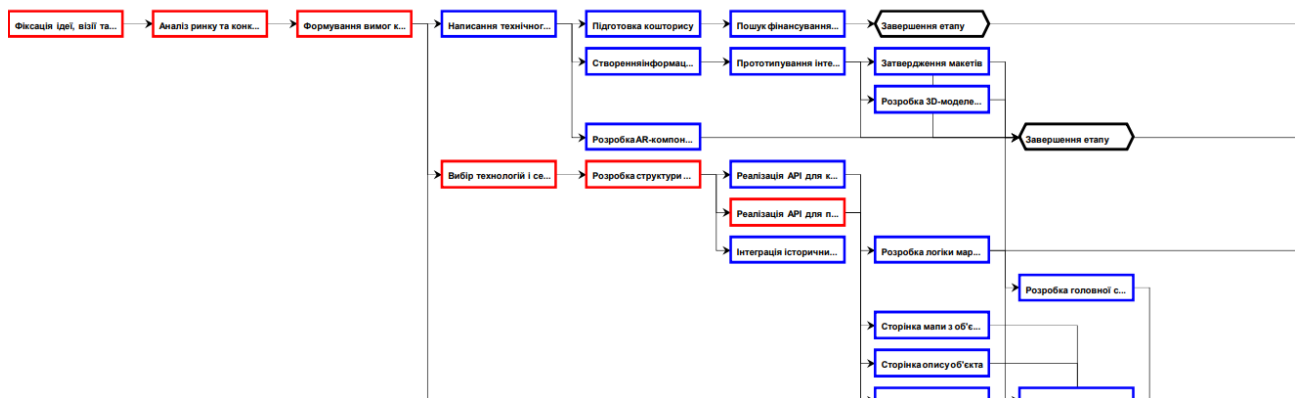 Фіксація ідеї, візії та...
Аналіз ринку та конк...
Формування вимог к...
Написання технічног...
Підготовка кошторису
Пошук фінансування...
Завершення етапу
Створення інформац...
Прототипування інте...
Затвердження макетів
Розробка 3D-моделе...
Розробка AR-компон...
Завершення етапу
Вибір технологій і се...
Розробка структури ...
Реалізація API для к...
Реалізація API для п...
Інтеграція історични...
Розробка логіки мар...
Розробка головної с...
Сторінка мапи з об'є...
Сторінка опису об'єкта